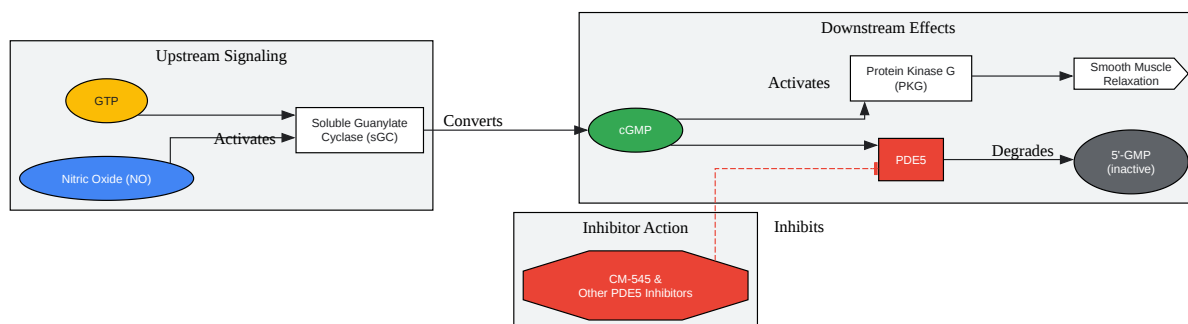 Upstream Signaling
GTP
Nitric Oxide (NO)
Activates
Soluble Guanylate
Cyclase (sGC)
Converts
Downstream Effects
cGMP
Activates
Protein Kinase G
(PKG)
Smooth Muscle
Relaxation
PDE5
Degrades
5'-GMP
(inactive)
Inhibitor Action
Inhibits
CM-545 &
Other PDE5 Inhibitors